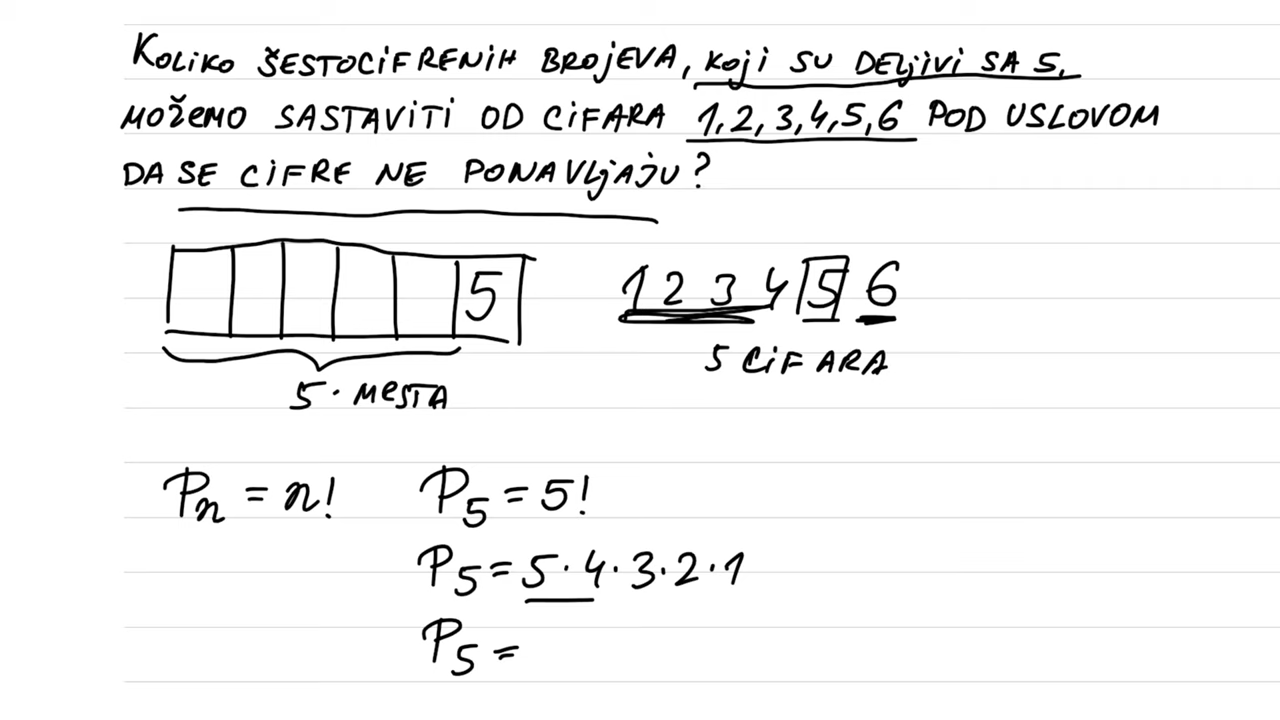 KOLIKO ŠESTOCIFRENIH BROJEVA, KOJI SU DELJIVI SA 5,
MOŽEMO SASTAVITI OD CIFARA 1,2,3,4,5,6 POD USLOVOM
DA SE CIFRE NE PONAVLJAJU?
5
1 2 3 4 5 6
5 CIFARA
5 · MESTA
Pn = n!
P5 = 5!
P5 = 5 · 4 · 3 · 2 · 1
P5 =